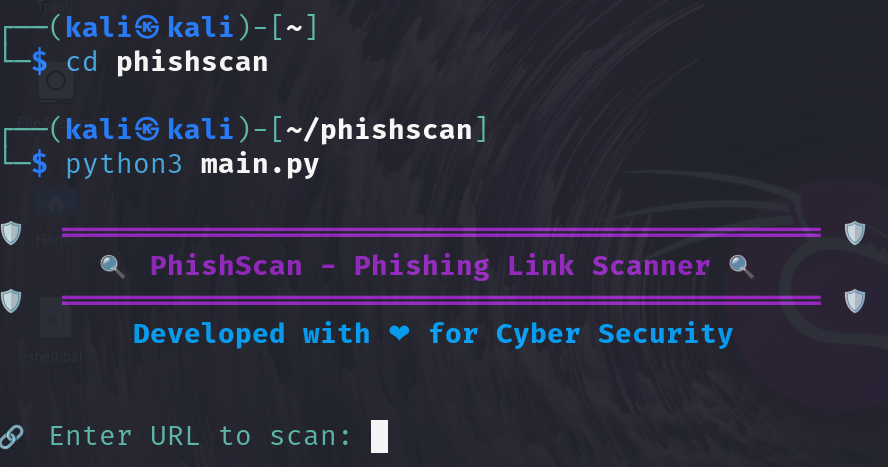 Trash
┌──(kali㉿kali)-[~]
└─$ cd phishscan
File System
┌──(kali㉿kali)-[~/phishscan]
└─$ python3 main.py
Home
🛡️ ══════════════════════════════════════════ 🛡️
🔍 PhishScan - Phishing Link Scanner 🔍
🛡️ ══════════════════════════════════════════ 🛡️
Developed with ❤ for Cyber Security
shell.bat
🔗 Enter URL to scan: